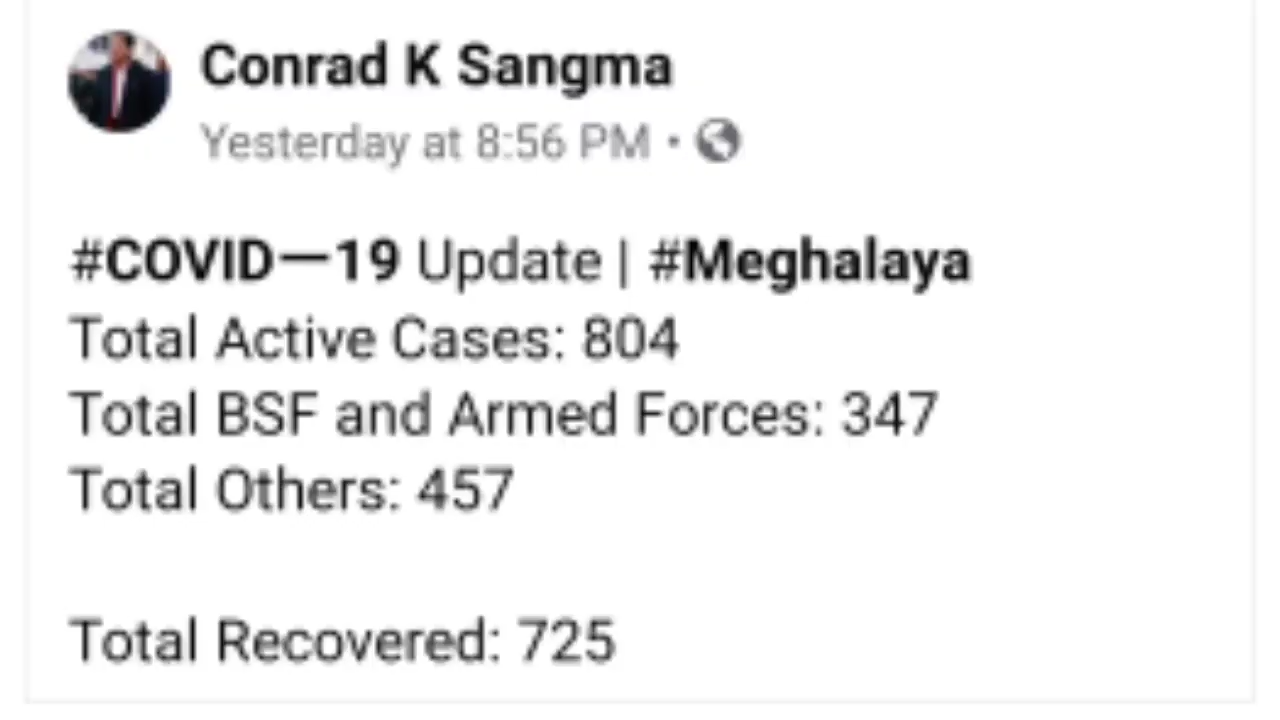 Conrad K Sangma
Yesterday at 8:56 PM •
#COVID—19 Update | #Meghalaya
Total Active Cases: 804
Total BSF and Armed Forces: 347
Total Others: 457
Total Recovered: 725